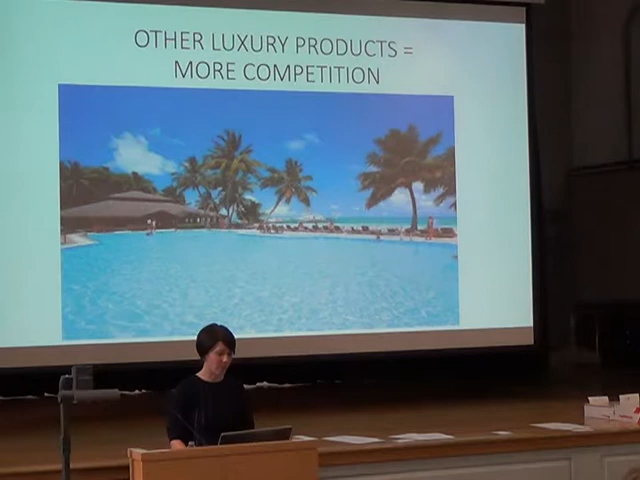 OTHER LUXURY PRODUCTS =
MORE COMPETITION